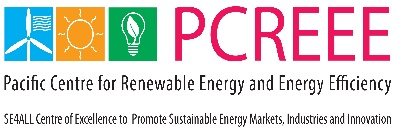 PCREEE
Pacific Centre for Renewable Energy and Energy Efficiency
SE4ALL Centre of Excellence to Promote Sustainable Energy Markets, Industries and Innovation